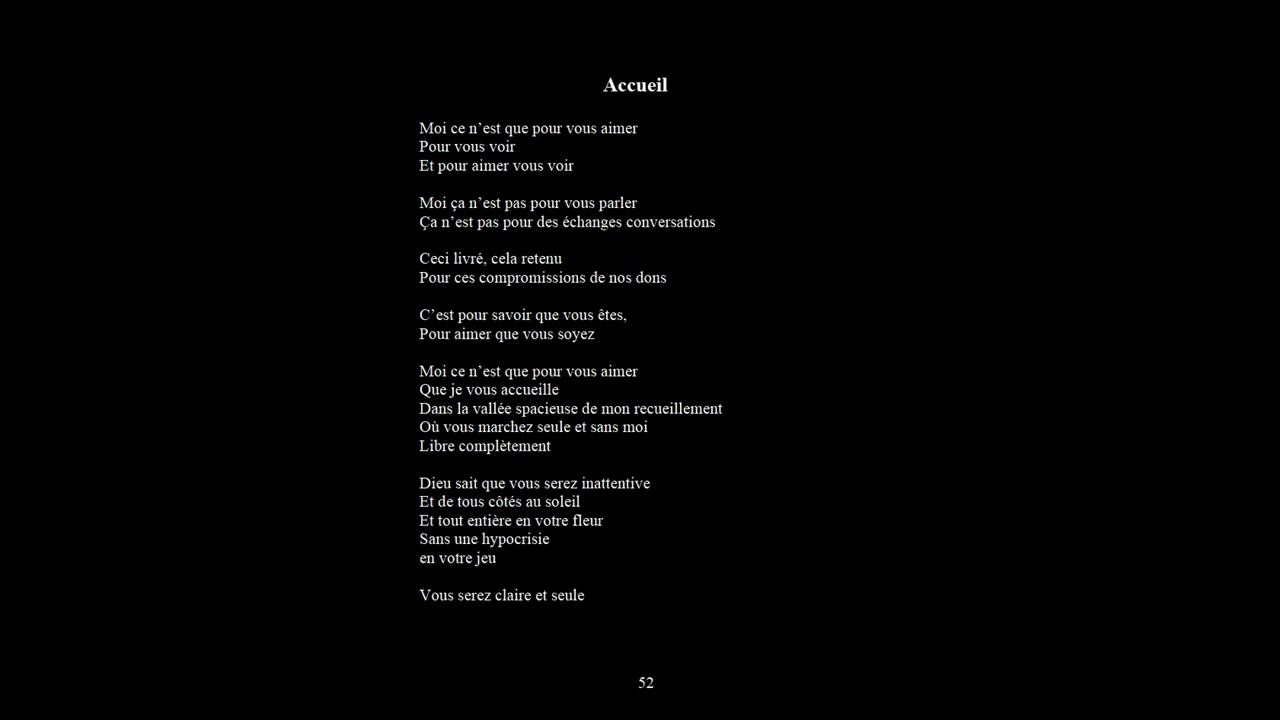 Accueil
Moi ce n’est que pour vous aimer
Pour vous voir
Et pour aimer vous voir
Moi ça n’est pas pour vous parler
Ça n’est pas pour des échanges conversations
Ceci livré, cela retenu
Pour ces compromissions de nos dons
C’est pour savoir que vous êtes,
Pour aimer que vous soyez
Moi ce n’est que pour vous aimer
Que je vous accueille
Dans la vallée spacieuse de mon recueillement
Où vous marchez seule et sans moi
Libre complètement
Dieu sait que vous serez inattentive
Et de tous côtés au soleil
Et tout entière en votre fleur
Sans une hypocrisie
en votre jeu
Vous serez claire et seule
52